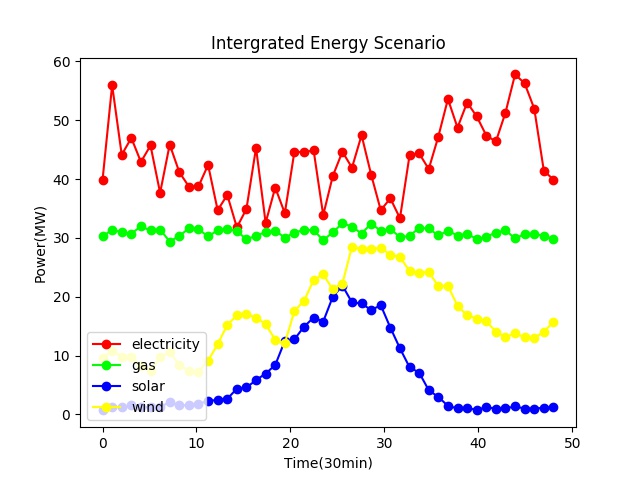 Intergrated Energy Scenario
Power(MW)
60
50
40
30
20
10
0
electricity
gas
solar
wind
0 10 20 30 40 50
Time(30min)